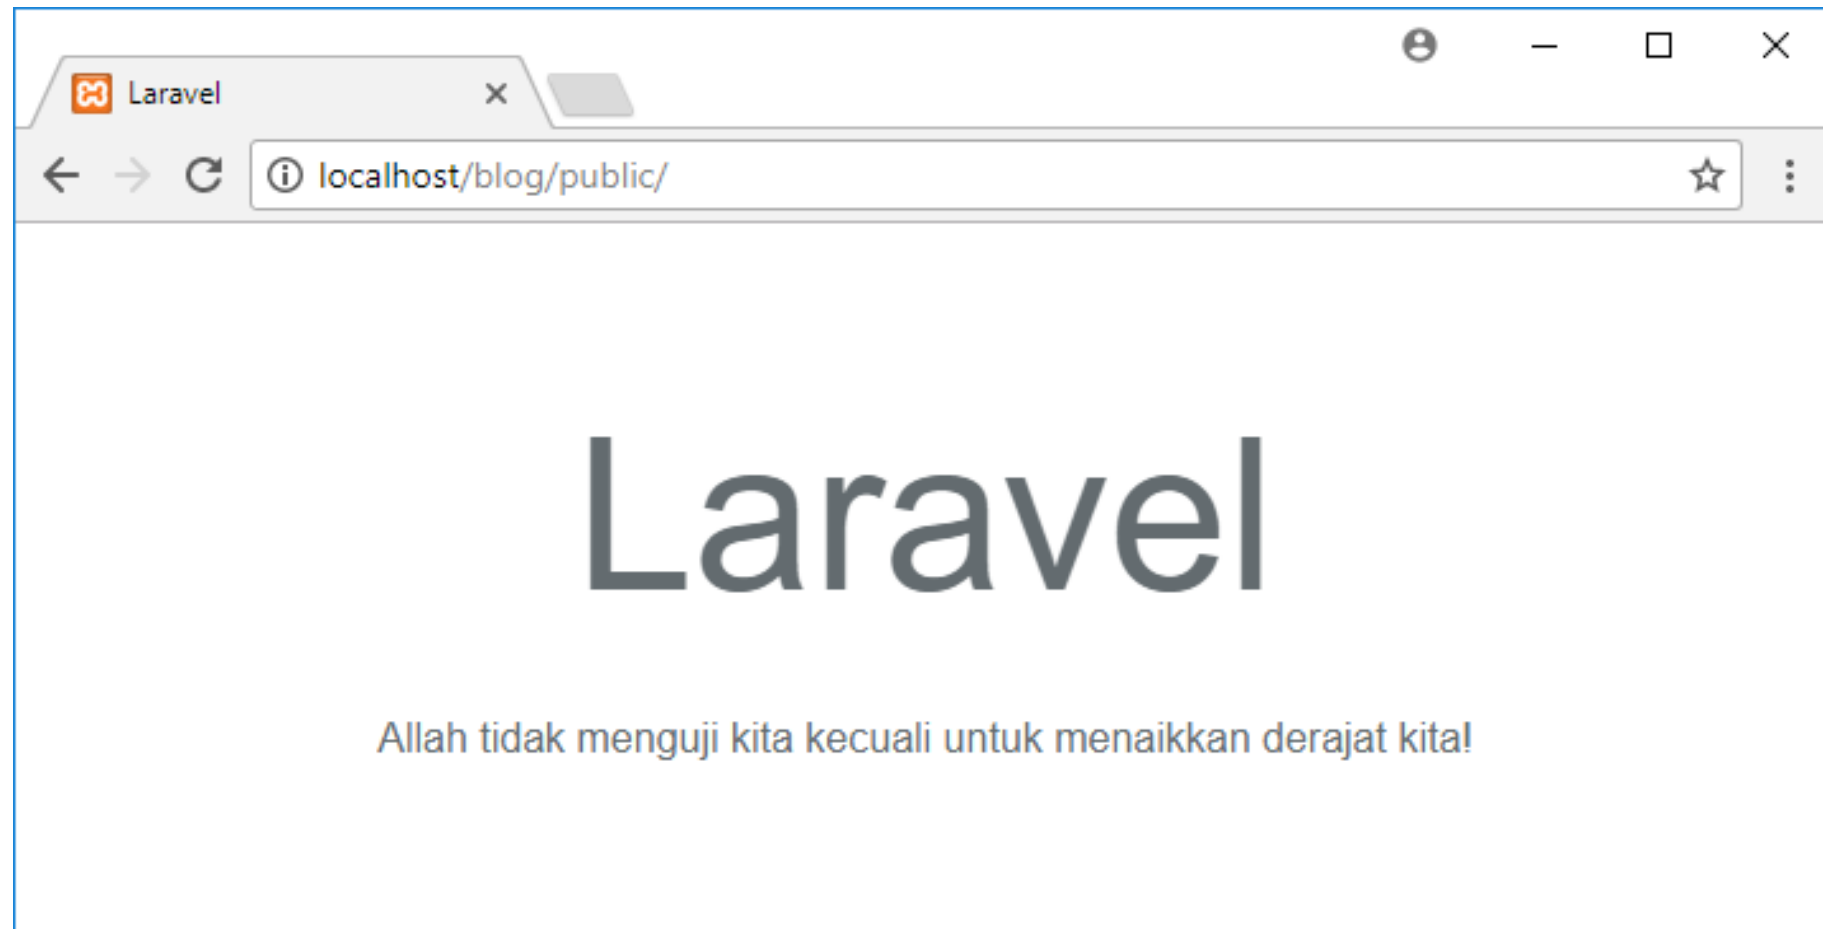 Laravel
localhost/blog/public/
Laravel
Allah tidak menguji kita kecuali untuk menaikkan derajat kita!